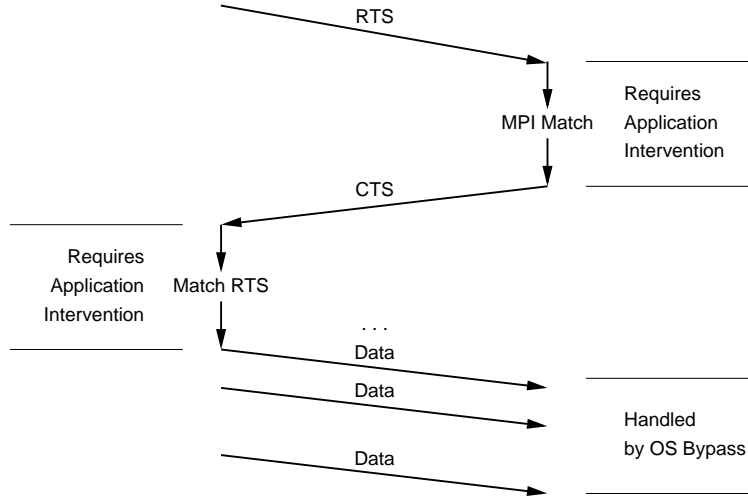 RTS
Requires
Application
Intervention
MPI Match
CTS
Requires
Application
Intervention
Match RTS
. . .
Data
Data
Handled
by OS Bypass
Data